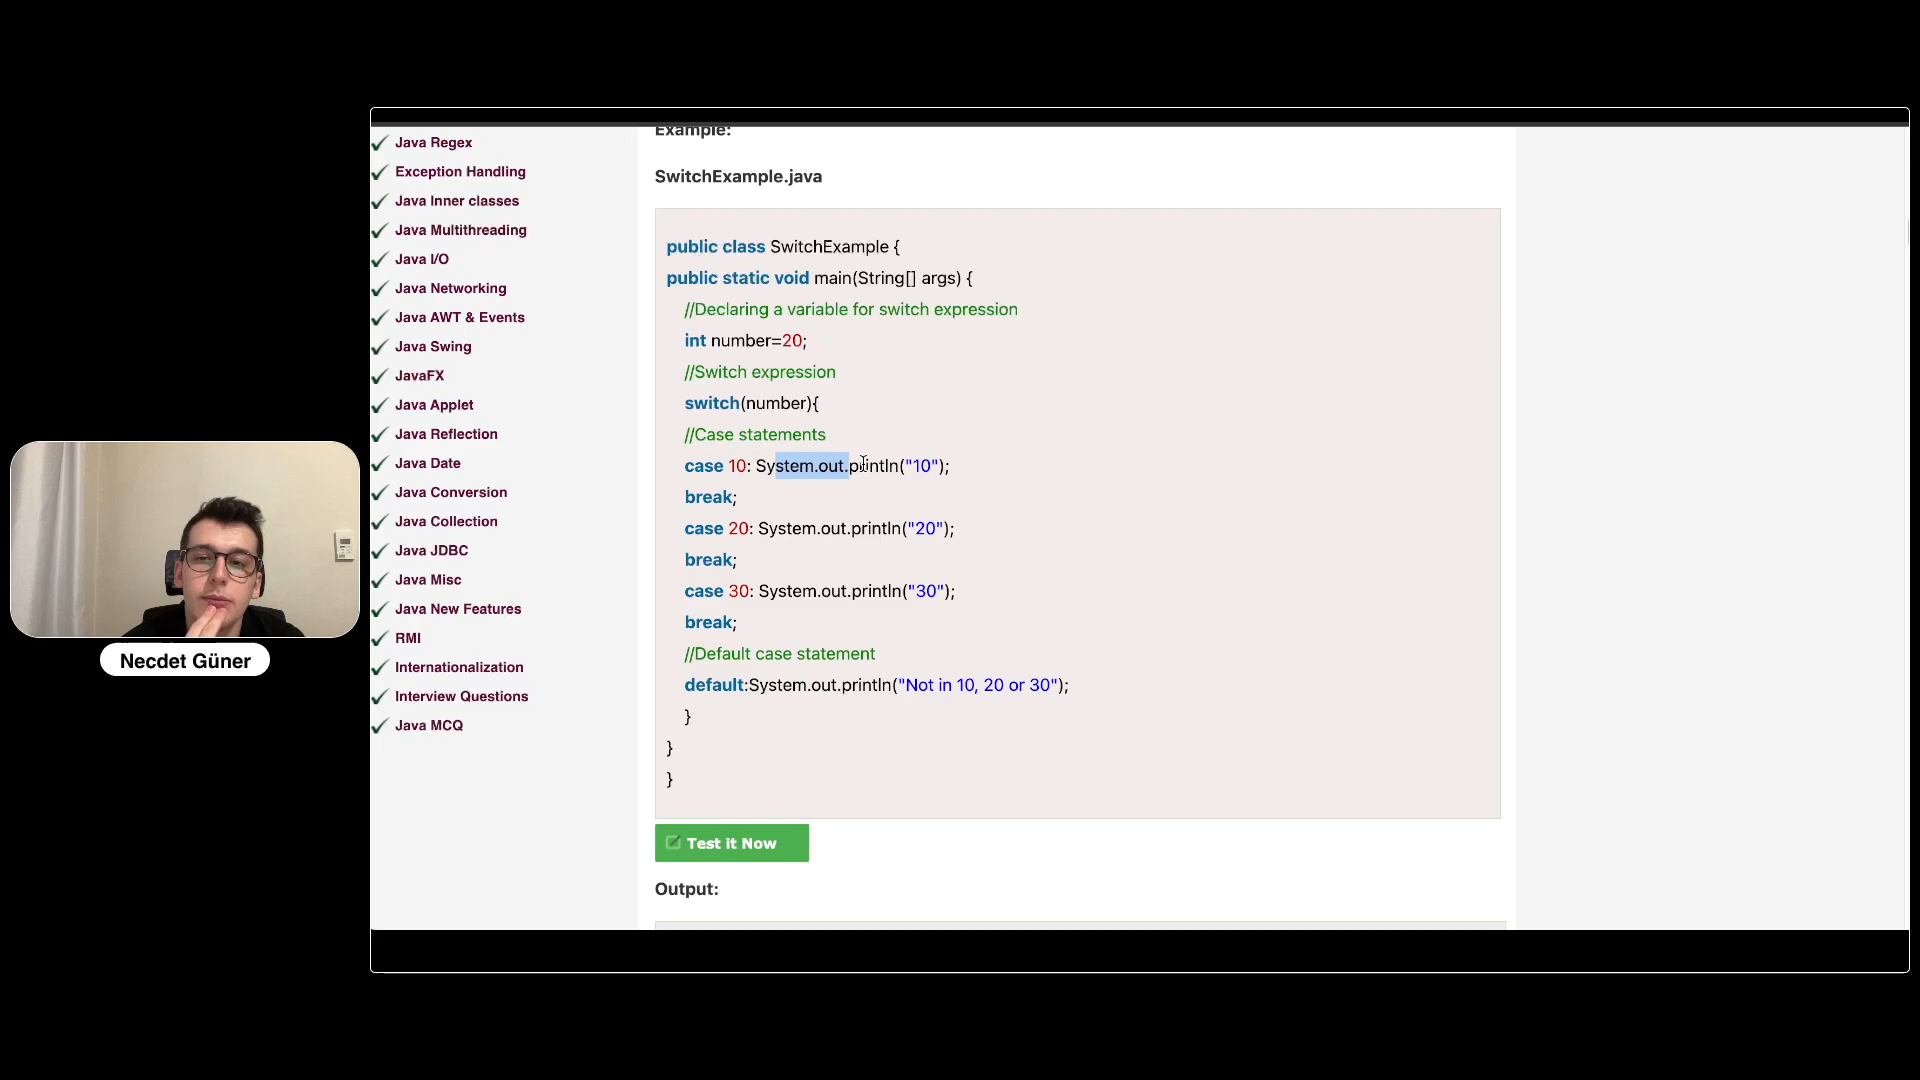 Necdet Güner
Java Regex
Exception Handling
Java Inner classes
Java Multithreading
Java I/O
Java Networking
Java AWT & Events
Java Swing
JavaFX
Java Applet
Java Reflection
Java Date
Java Conversion
Java Collection
Java JDBC
Java Misc
Java New Features
RMI
Internationalization
Interview Questions
Java MCQ
Example:
SwitchExample.java
public class SwitchExample {
public static void main(String[] args) {
//Declaring a variable for switch expression
int number=20;
//Switch expression
switch(number){
//Case statements
case 10: System.out.println("10");
break;
case 20: System.out.println("20");
break;
case 30: System.out.println("30");
break;
//Default case statement
default:System.out.println("Not in 10, 20 or 30");
}
}
}
Test it Now
Output: